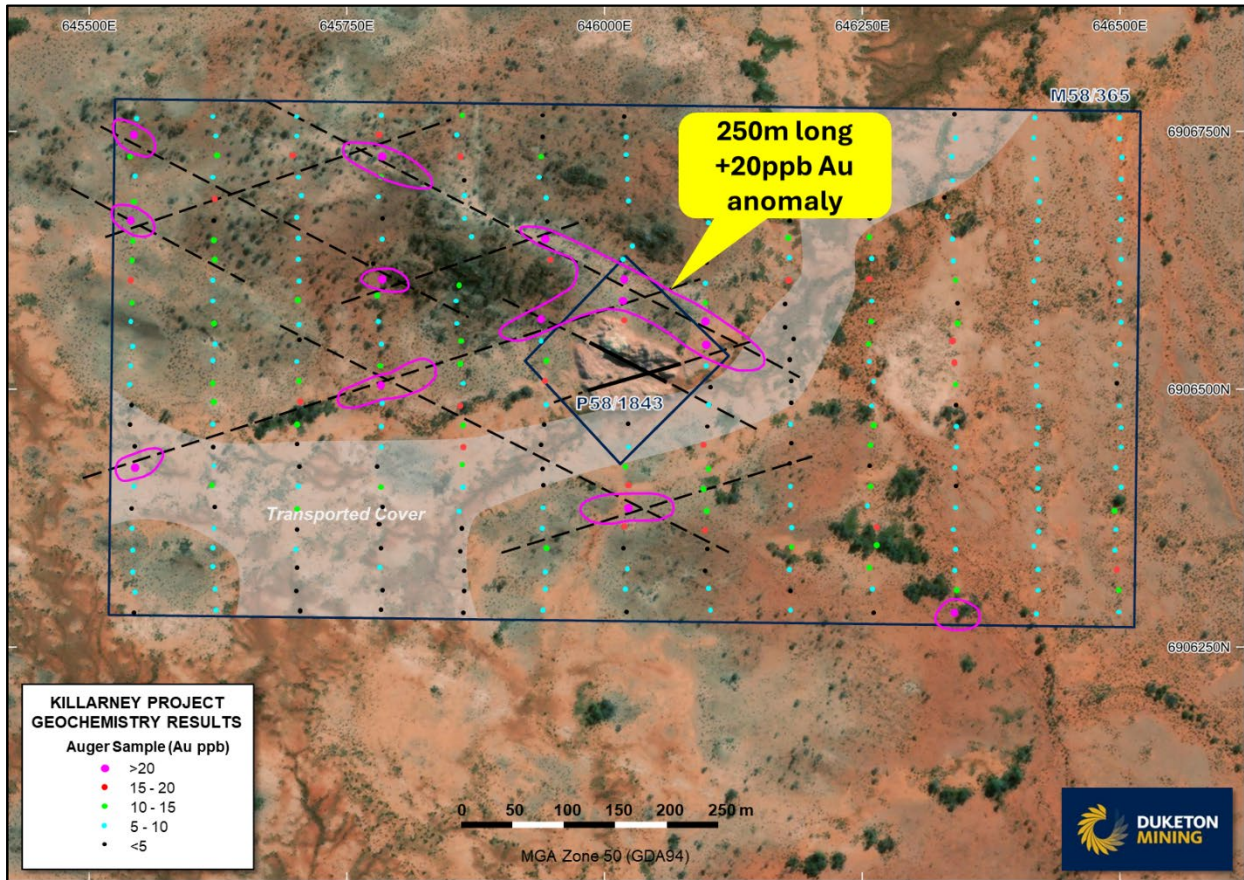 645500E
645750E
646000E
646250E
646500E
M58/365
6906750N
250m long
+20ppb Au
anomaly
6906500N
P58/1843
Transported Cover
6906250N
KILLARNEY PROJECT
GEOCHEMISTRY RESULTS
Auger Sample (Au ppb)
>20
15 - 20
10 - 15
5 - 10
<5
0 50 100 150 200 250 m
MGA Zone 50 (GDA94)
DUKETON
MINING